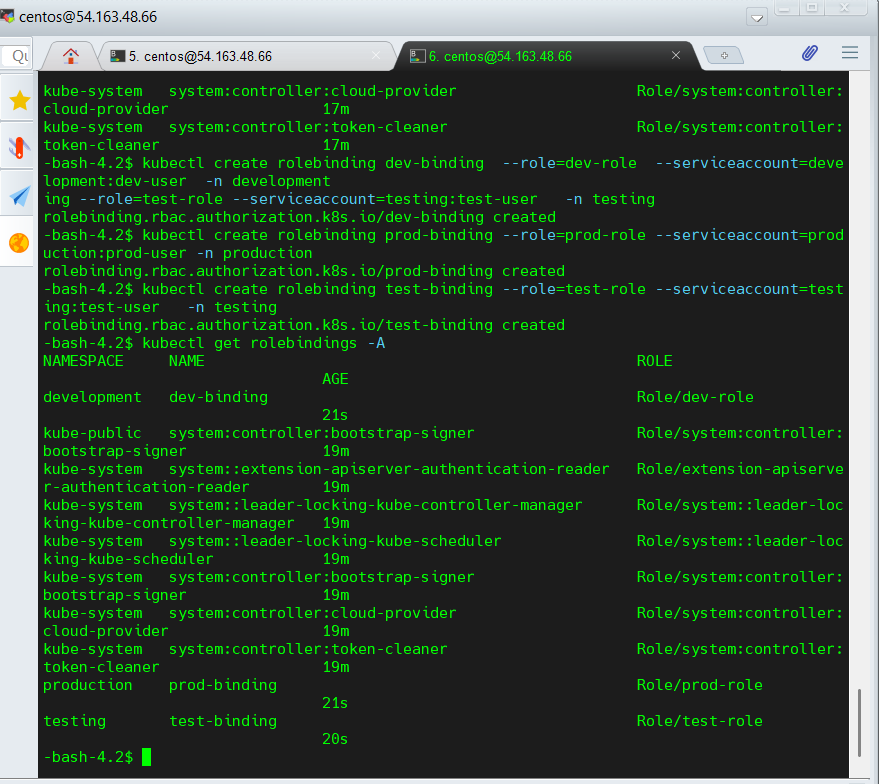 centos@54.163.48.66
Qu
5. centos@54.163.48.66
6. centos@54.163.48.66
kube-system   system:controller:cloud-provider                    Role/system:controller:
cloud-provider                 17m
kube-system   system:controller:token-cleaner                     Role/system:controller:
token-cleaner                  17m
-bash-4.2$ kubectl create rolebinding dev-binding  --role=dev-role  --serviceaccount=deve
lopment:dev-user  -n development
ing --role=test-role --serviceaccount=testing:test-user   -n testing
rolebinding.rbac.authorization.k8s.io/dev-binding created
-bash-4.2$ kubectl create rolebinding prod-binding --role=prod-role --serviceaccount=prod
uction:prod-user -n production
rolebinding.rbac.authorization.k8s.io/prod-binding created
-bash-4.2$ kubectl create rolebinding test-binding --role=test-role --serviceaccount=test
ing:test-user   -n testing
rolebinding.rbac.authorization.k8s.io/test-binding created
-bash-4.2$ kubectl get rolebindings -A
NAMESPACE     NAME                                                ROLE
                               AGE
development   dev-binding                                         Role/dev-role
                               21s
kube-public   system:controller:bootstrap-signer                  Role/system:controller:
bootstrap-signer               19m
kube-system   system::extension-apiserver-authentication-reader   Role/extension-apiserve
r-authentication-reader        19m
kube-system   system::leader-locking-kube-controller-manager      Role/system::leader-loc
king-kube-controller-manager   19m
kube-system   system::leader-locking-kube-scheduler               Role/system::leader-loc
king-kube-scheduler            19m
kube-system   system:controller:bootstrap-signer                  Role/system:controller:
bootstrap-signer               19m
kube-system   system:controller:cloud-provider                    Role/system:controller:
cloud-provider                 19m
kube-system   system:controller:token-cleaner                     Role/system:controller:
token-cleaner                  19m
production    prod-binding                                        Role/prod-role
                               21s
testing       test-binding                                        Role/test-role
                               20s
-bash-4.2$